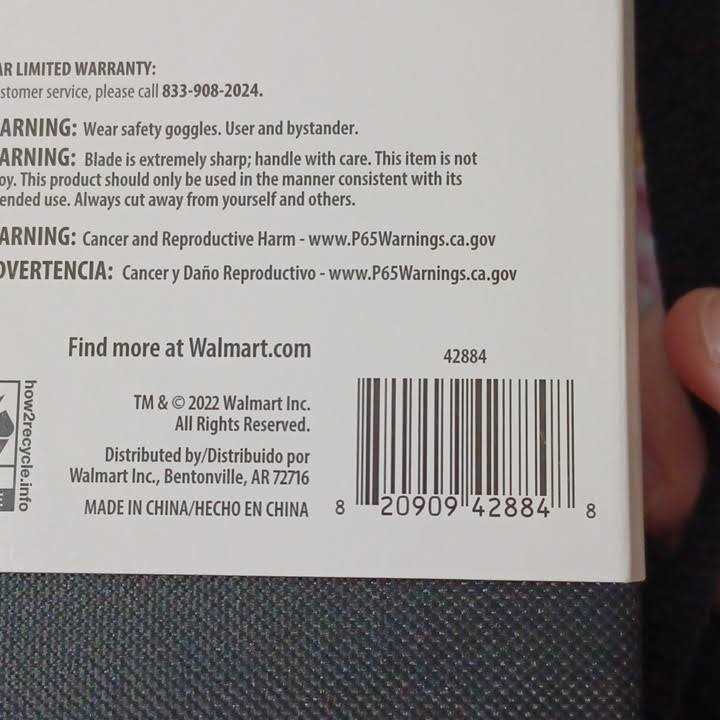 AR LIMITED WARRANTY:
stomer service, please call 833-908-2024.
ARNING: Wear safety goggles. User and bystander.
ARNING: Blade is extremely sharp; handle with care. This item is not
oy. This product should only be used in the manner consistent with its
ended use. Always cut away from yourself and others.
ARNING: Cancer and Reproductive Harm - www.P65Warnings.ca.gov
DVERTENCIA: Cancer y Daño Reproductivo - www.P65Warnings.ca.gov
Find more at Walmart.com
42884
TM & © 2022 Walmart Inc.
All Rights Reserved.
Distributed by/Distribuido por
Walmart Inc., Bentonville, AR 72716
MADE IN CHINA/HECHO EN CHINA
how2recycle.info
8 20909 42884 8